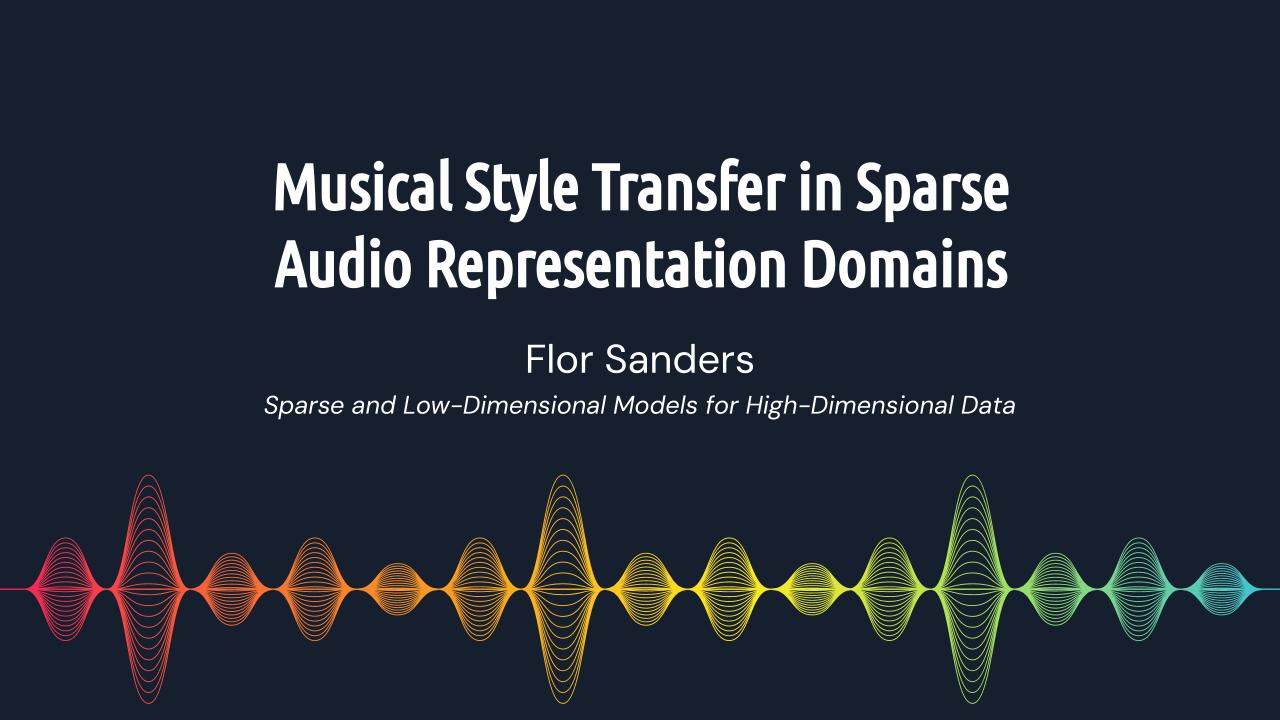 Musical Style Transfer in Sparse
Audio Representation Domains
Flor Sanders
Sparse and Low-Dimensional Models for High-Dimensional Data